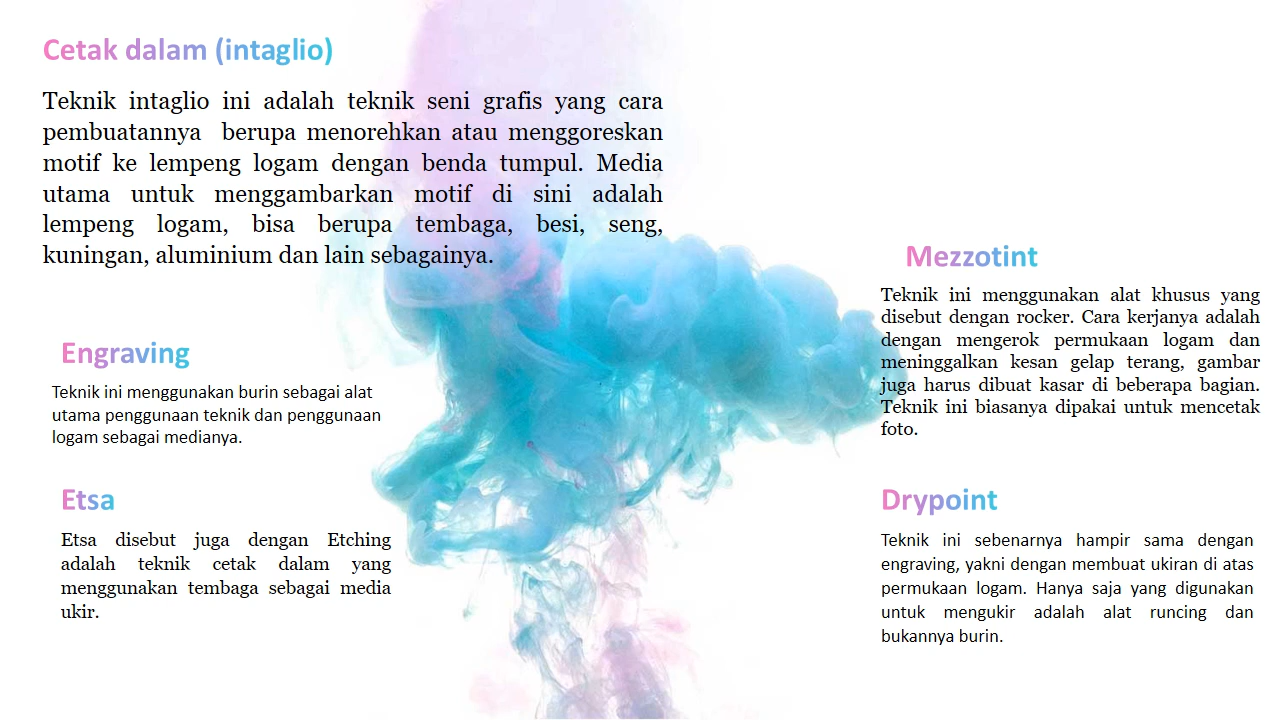 Cetak dalam (intaglio)
Teknik intaglio ini adalah teknik seni grafis yang cara
pembuatannya berupa menorehkan atau menggoreskan
motif ke lempeng logam dengan benda tumpul. Media
utama untuk menggambarkan motif di sini adalah
lempeng logam, bisa berupa tembaga, besi, seng,
kuningan, aluminium dan lain sebagainya.
Engraving
Teknik ini menggunakan burin sebagai alat
utama penggunaan teknik dan penggunaan
logam sebagai medianya.
Etsa
Etsa disebut juga dengan Etching
adalah teknik cetak dalam yang
menggunakan tembaga sebagai media
ukir.
Mezzotint
Teknik ini menggunakan alat khusus yang
disebut dengan rocker. Cara kerjanya adalah
dengan mengerok permukaan logam dan
meninggalkan kesan gelap terang, gambar
juga harus dibuat kasar di beberapa bagian.
Teknik ini biasanya dipakai untuk mencetak
foto.
Drypoint
Teknik ini sebenarnya hampir sama dengan
engraving, yakni dengan membuat ukiran di atas
permukaan logam. Hanya saja yang digunakan
untuk mengukir adalah alat runcing dan
bukannya burin.